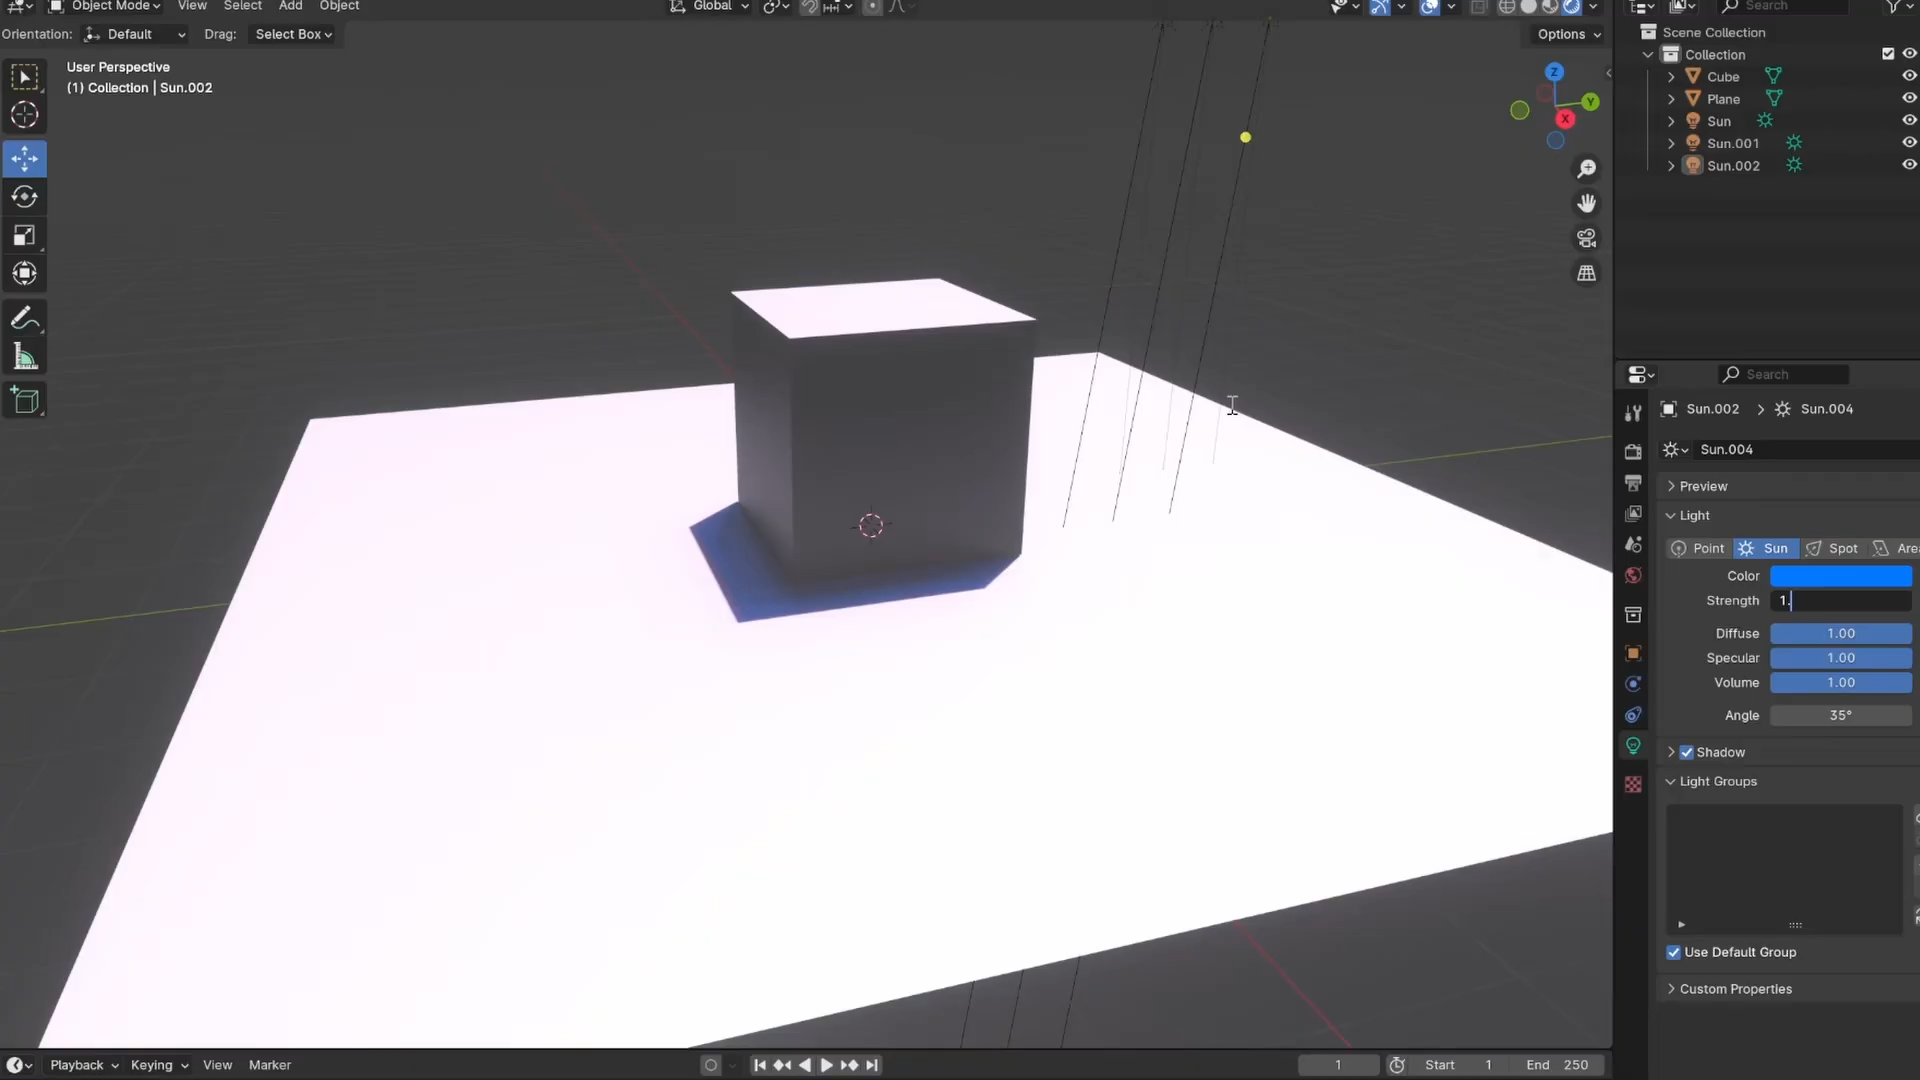 Object Mode View Select Add Object Global
Search
Orientation: Default Drag: Select Box Options
User Perspective
(1) Collection | Sun.002
Z
Y
X
Scene Collection
Collection
Cube
Plane
Sun
Sun.001
Sun.002
Search
Sun.002 > Sun.004
Sun.004
Preview
Light
Point Sun Spot Area
Color
Strength 1.
Diffuse 1.00
Specular 1.00
Volume 1.00
Angle 35°
Shadow
Light Groups
Use Default Group
Custom Properties
Playback Keying View Marker 1 Start 1 End 250